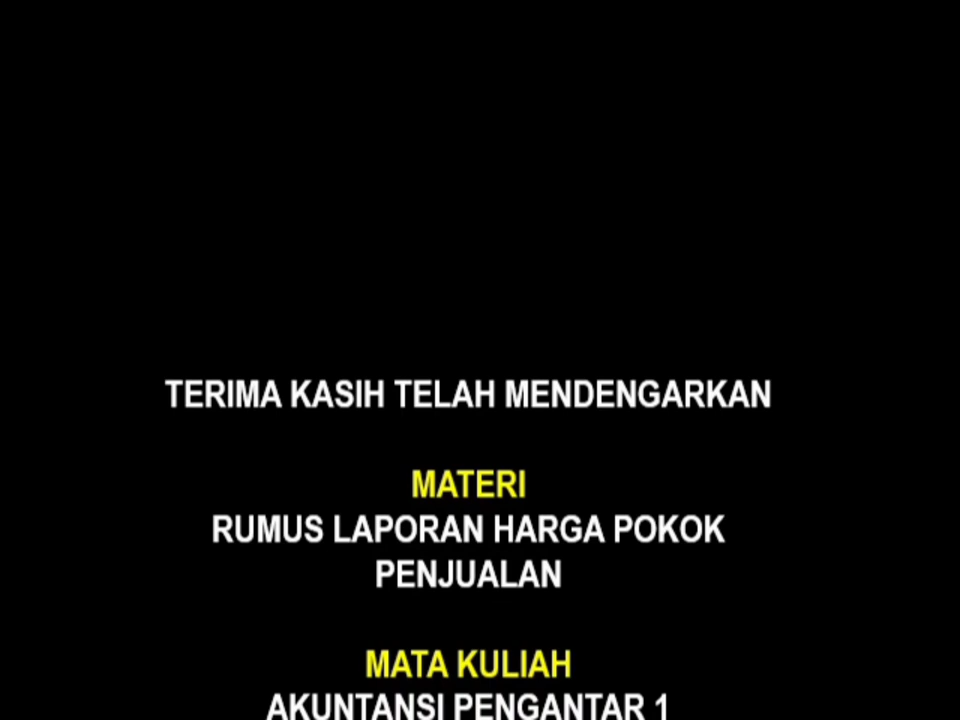 TERIMA KASIH TELAH MENDENGARKAN
MATERI
RUMUS LAPORAN HARGA POKOK
PENJUALAN
MATA KULIAH
AKUNTANSI PENGANTAR 1